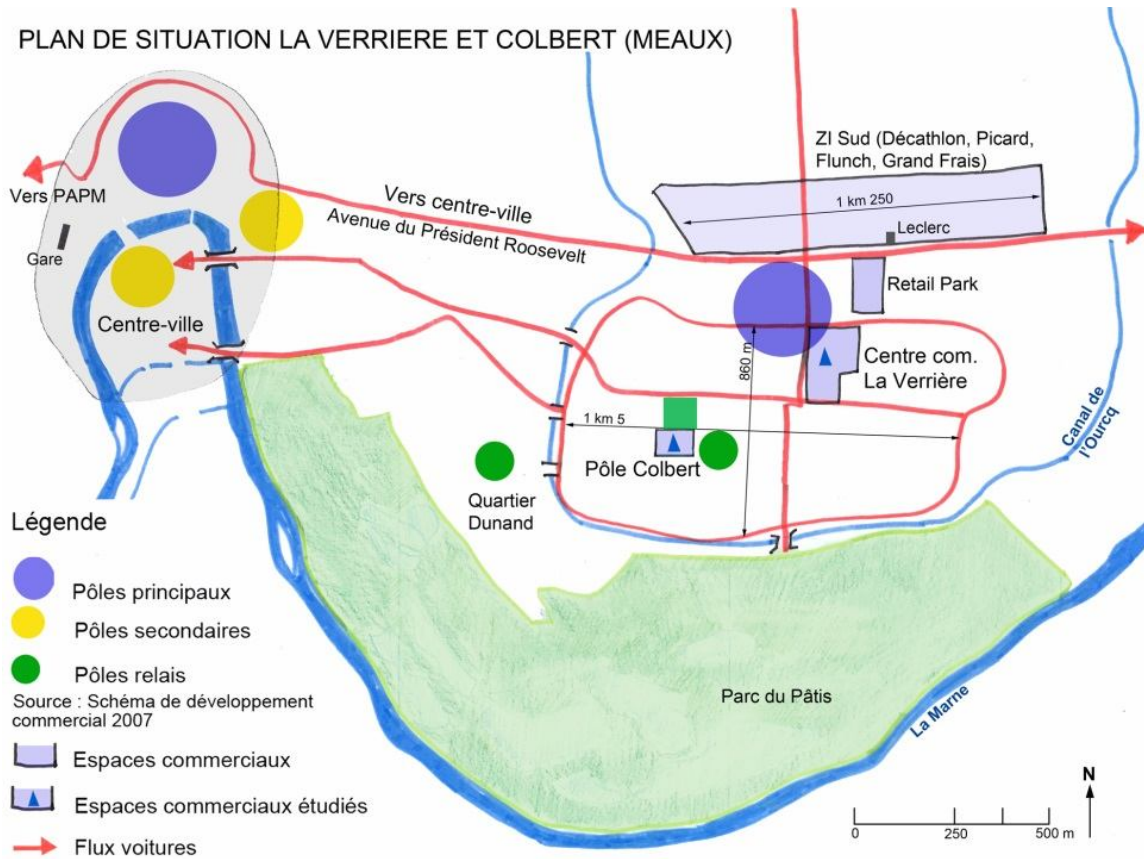 PLAN DE SITUATION LA VERRIERE ET COLBERT (MEAUX)
ZI Sud (Décathlon, Picard,
Flunch, Grand Frais)
1 km 250
Leclerc
Vers PAPM
Vers centre-ville
Avenue du Président Roosevelt
Gare
Retail Park
Centre-ville
860 m
Centre com.
La Verrière
1 km 5
Canal de
l'Ourcq
Pôle Colbert
Quartier
Dunand
Légende
Pôles principaux
Pôles secondaires
Pôles relais
Source : Schéma de développement
commercial 2007
Espaces commerciaux
Espaces commerciaux étudiés
Flux voitures
Parc du Pâtis
La Marne
N
0 250 500 m